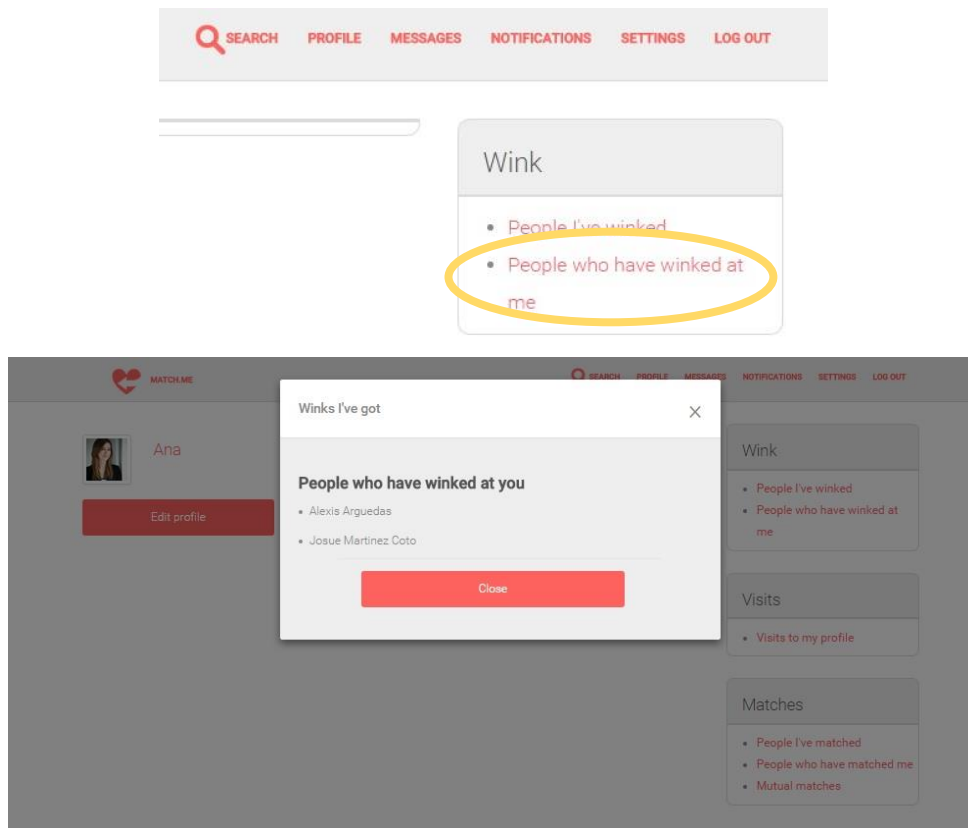 SEARCH PROFILE MESSAGES NOTIFICATIONS SETTINGS LOG OUT
Wink
People I've winked
People who have winked at
me
MATCH.ME
SEARCH PROFILE MESSAGES NOTIFICATIONS SETTINGS LOG OUT
Ana
Edit profile
Winks I've got
People who have winked at you
Alexis Arguedas
Josue Martinez Coto
Close
Wink
People I've winked
People who have winked at
me
Visits
Visits to my profile
Matches
People I've matched
People who have matched me
Mutual matches